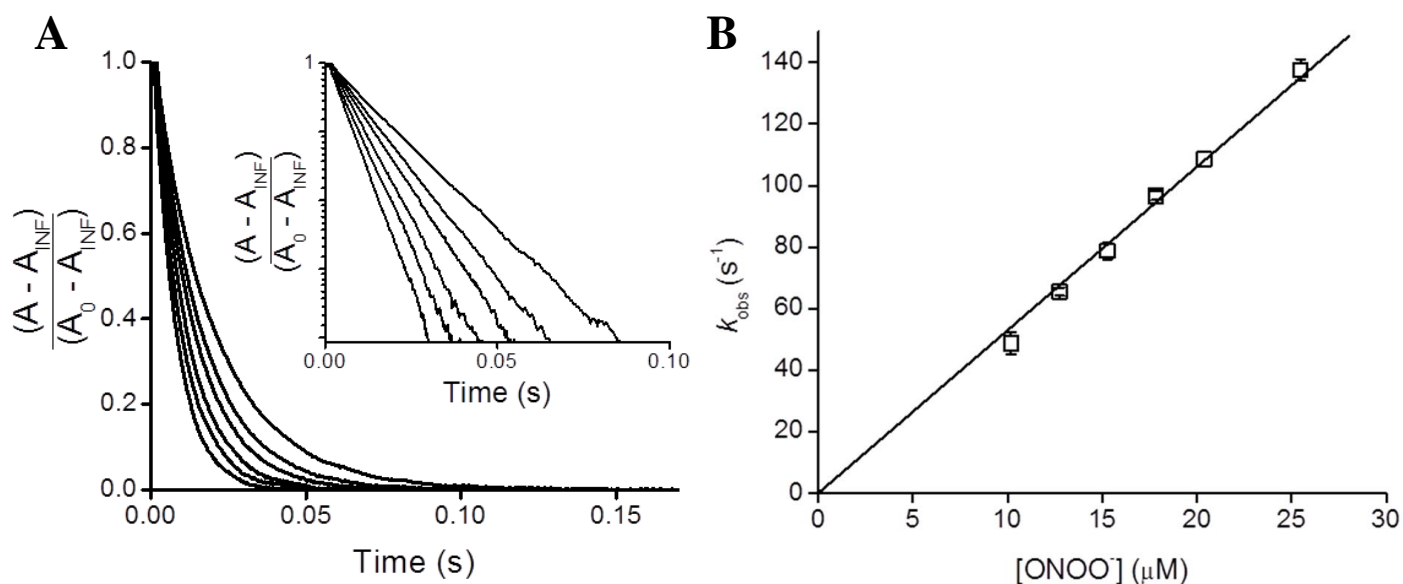 A
(A - A_INF)
(A_0 - A_INF)
1.0
0.8
0.6
0.4
0.2
0.0
0.00
0.05
0.10
0.15
Time (s)
1
(A - A_INF)
(A_0 - A_INF)
0.00
0.05
0.10
Time (s)
B
k_obs (s⁻¹)
140
120
100
80
60
40
20
0
0
5
10
15
20
25
30
[ONOO⁻] (μM)